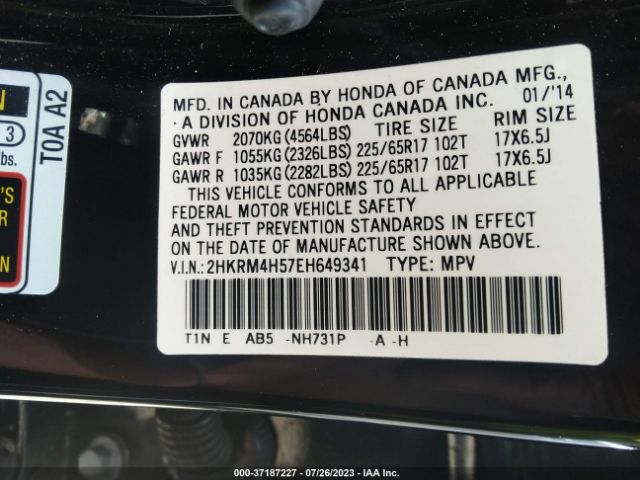 N
3
lbs.
'S
R
N
TOA A2
MFD. IN CANADA BY HONDA OF CANADA MFG.,
·A DIVISION OF HONDA CANADA INC. 01/'14
GVWR 2070KG(4564LBS) TIRE SIZE RIM SIZE
GAWR F 1055KG(2326LBS) 225/65R17 102T 17X6.5J
GAWR R 1035KG(2282LBS) 225/65R17 102T 17X6.5J
THIS VEHICLE CONFORMS TO ALL APPLICABLE
FEDERAL MOTOR VEHICLE SAFETY
AND THEFT PREVENTION STANDARDS IN EFFECT
ON THE DATE OF MANUFACTURE SHOWN ABOVE.
V.I.N.:2HKRM4H57EH649341 TYPE: MPV
T1N E AB5 -NH731P -A -H
000-37187227 - 07/26/2023 - IAA Inc.